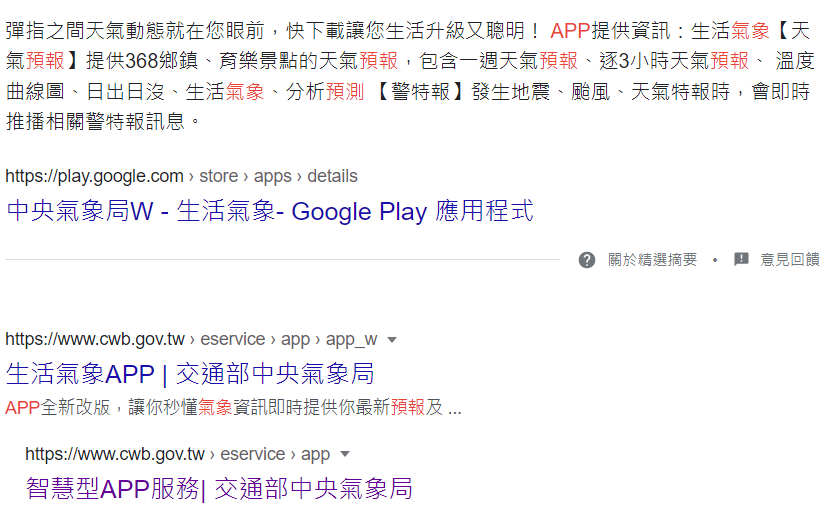 彈指之間天氣動態就在您眼前，快下載讓您生活升級又聰明！ APP提供資訊：生活氣象【天
氣預報】提供368鄉鎮、育樂景點的天氣預報，包含一週天氣預報、逐3小時天氣預報、 溫度
曲線圖、日出日沒、生活氣象、分析預測 【警特報】發生地震、颱風、天氣特報時，會即時
推播相關警特報訊息。
https://play.google.com › store › apps › details
中央氣象局W - 生活氣象- Google Play 應用程式
關於精選摘要 • 意見回饋
https://www.cwb.gov.tw › eservice › app › app_w
生活氣象APP | 交通部中央氣象局
APP全新改版，讓你秒懂氣象資訊即時提供你最新預報及 ...
https://www.cwb.gov.tw › eservice › app
智慧型APP服務| 交通部中央氣象局